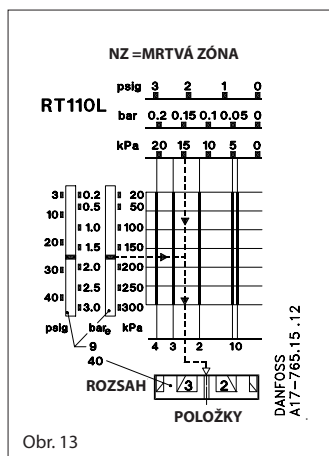 NZ =MRTVÁ ZÓNA
psig 3 2 1 0
RT110L
bar 0.2 0.15 0.1 0.05 0
kPa 20 15 10 5 0
3 0.2 20
0.5 50
10 1.0 100
20 1.5 150
30 2.0 200
2.5 250
40 3.0 300
psig bare kPa
9
40
4 3 2 10
ROZSAH 3 2
POLOŽKY
DANFOSS
A17-765.15.12
Obr. 13